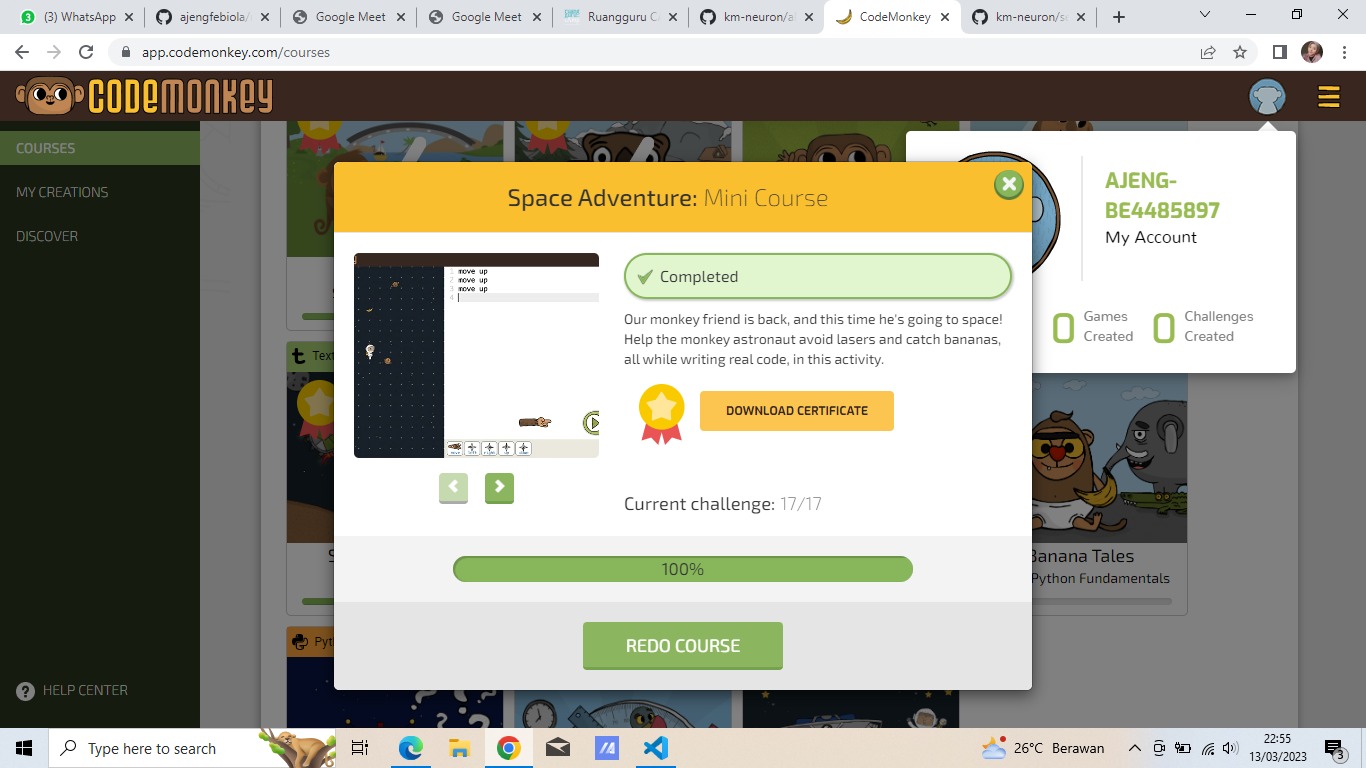 (3) WhatsApp
ajengfebiola/
Google Meet
Google Meet
Ruangguru CA
km-neuron/al
CodeMonkey
km-neuron/se
app.codemonkey.com/courses
CODEMONKEY
COURSES
MY CREATIONS
DISCOVER
HELP CENTER
AJENG-
BE4485897
My Account
0 Games
Created
0 Challenges
Created
Space Adventure: Mini Course
1 move up
2 move up
3 move up
4
Completed
Our monkey friend is back, and this time he's going to space!
Help the monkey astronaut avoid lasers and catch bananas,
all while writing real code, in this activity.
DOWNLOAD CERTIFICATE
Current challenge: 17/17
100%
REDO COURSE
t Text
Banana Tales
Python Fundamentals
Pyth
Type here to search
26°C Berawan
22:55
13/03/2023
3